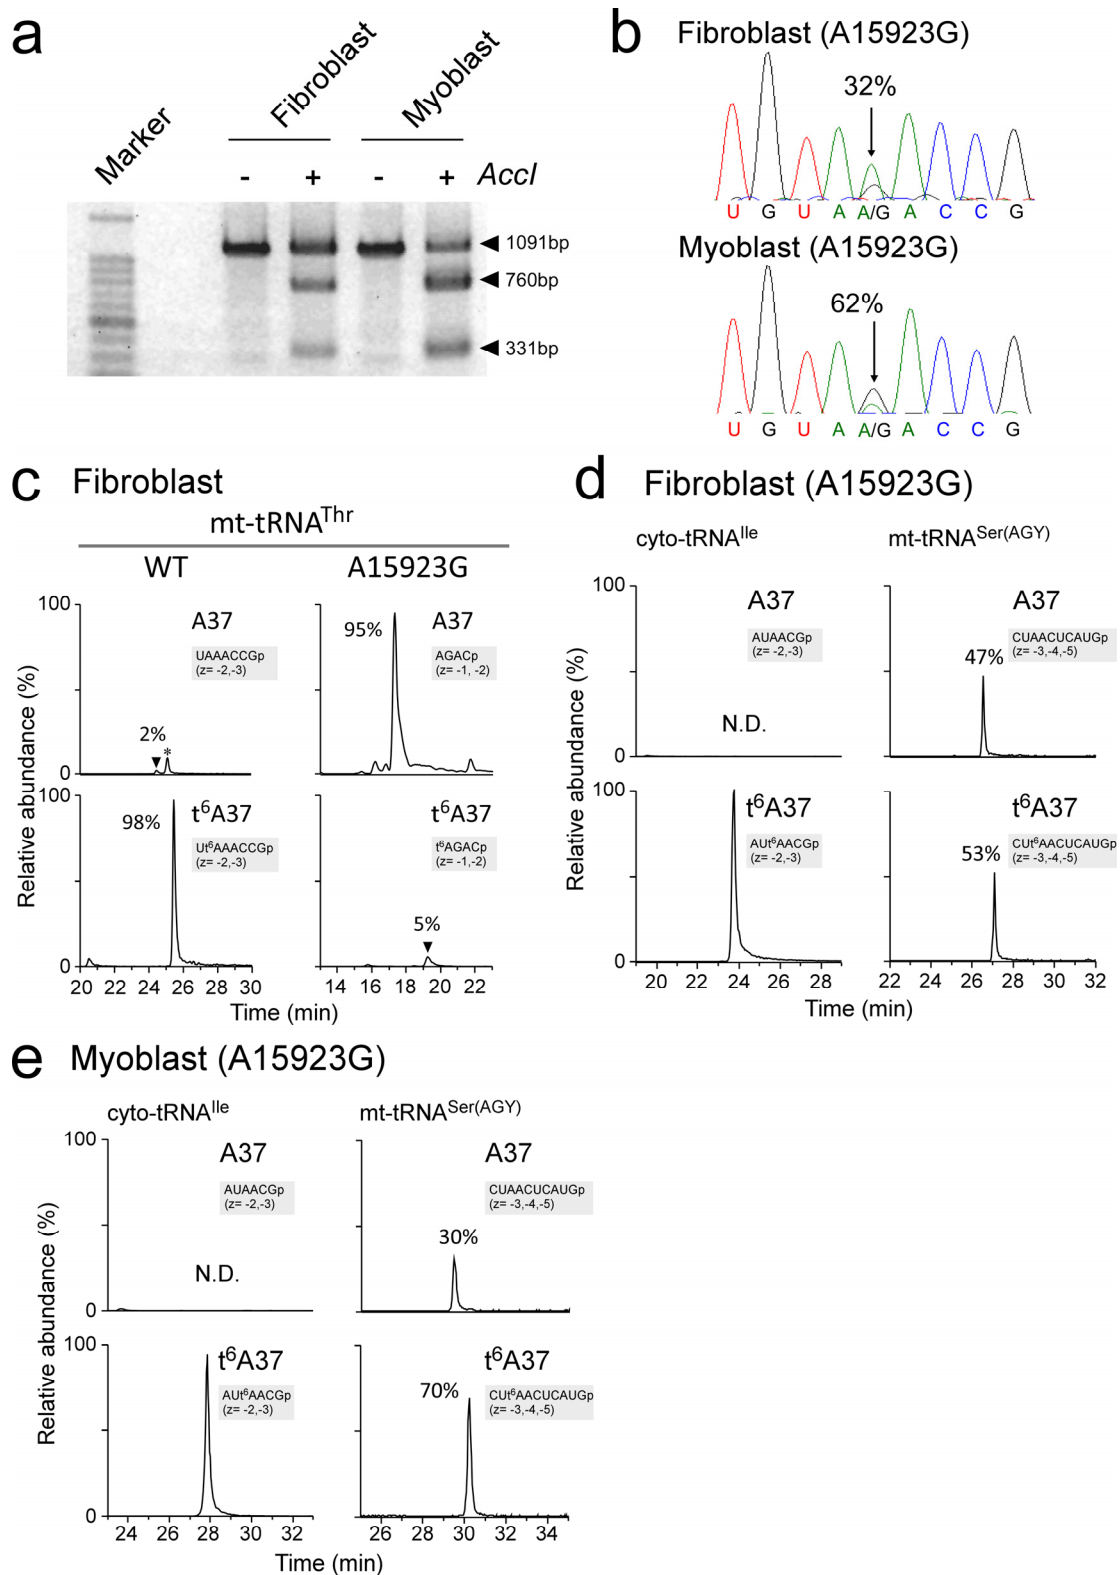 a
Marker
Fibroblast
Myoblast
- + - + AccI
1091bp
760bp
331bp
b Fibroblast (A15923G)
32%
U G U A A/G A C C G
Myoblast (A15923G)
62%
U G U A A/G A C C G
c Fibroblast
mt-tRNAThr
WT A15923G
Relative abundance (%)
100
A37
UAAACCGp
(z= -2,-3)
2%
*
0
A37
AGACp
(z= -1, -2)
95%
100
t6A37
Ut6AAACCGp
(z= -2,-3)
98%
0
20 22 24 26 28 30
t6A37
t6AGACp
(z= -1,-2)
5%
14 16 18 20 22
Time (min)
d Fibroblast (A15923G)
cyto-tRNAIle mt-tRNASer(AGY)
Relative abundance (%)
100
A37
AUAACGp
(z= -2,-3)
N.D.
0
A37
CUAACUCAUGp
(z= -3,-4,-5)
47%
100
t6A37
AUt6AACGp
(z= -2,-3)
0
20 22 24 26 28
t6A37
CUt6AACUCAUGp
(z= -3,-4,-5)
53%
22 24 26 28 30 32
Time (min)
e Myoblast (A15923G)
cyto-tRNAIle mt-tRNASer(AGY)
Relative abundance (%)
100
A37
AUAACGp
(z= -2,-3)
N.D.
0
A37
CUAACUCAUGp
(z= -3,-4,-5)
30%
100
t6A37
AUt6AACGp
(z= -2,-3)
0
24 26 28 30 32
t6A37
CUt6AACUCAUGp
(z= -3,-4,-5)
70%
26 28 30 32 34
Time (min)